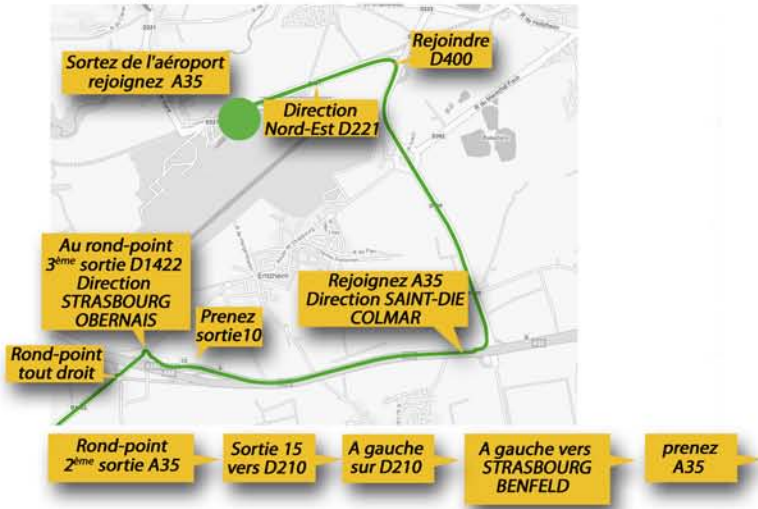 Sortez de l'aéroport
rejoignez A35
Rejoindre
D400
Direction
Nord-Est D221
Au rond-point
3ème sortie D1422
Direction
STRASBOURG
OBERNAIS
Prenez
sortie10
Rejoignez A35
Direction SAINT-DIE
COLMAR
Entzheim
Rond-point
tout droit
Rond-point
2ème sortie A35
Sortie 15
vers D210
A gauche
sur D210
A gauche vers
STRASBOURG
BENFELD
prenez
A35